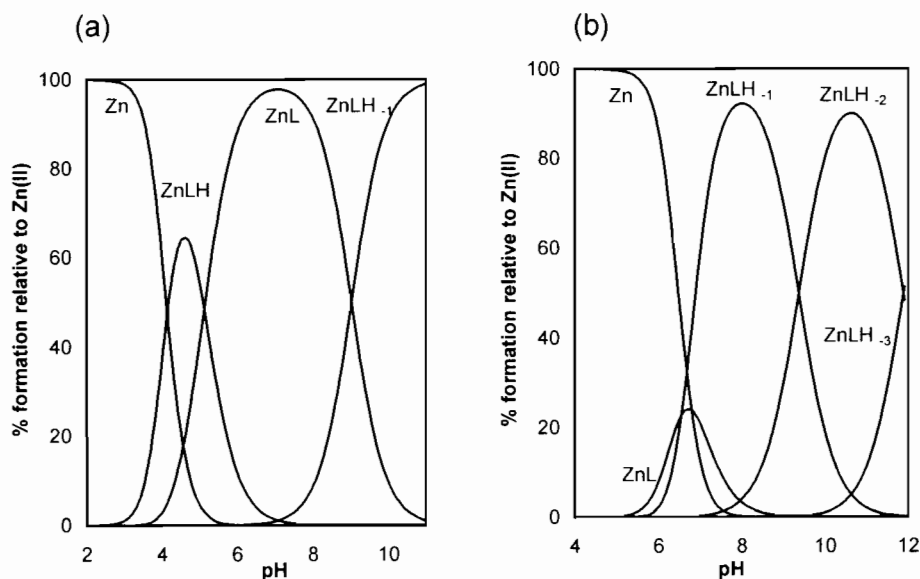 (a)
% formation relative to Zn(II)
100
80
60
40
20
0
Zn
ZnLH
ZnL
ZnLH -1
2 4 6 8 10
pH
(b)
% formation relative to Zn(II)
100
80
60
40
20
0
Zn
ZnLH -1
ZnLH -2
ZnLH -3
ZnL
4 6 8 10 12
pH